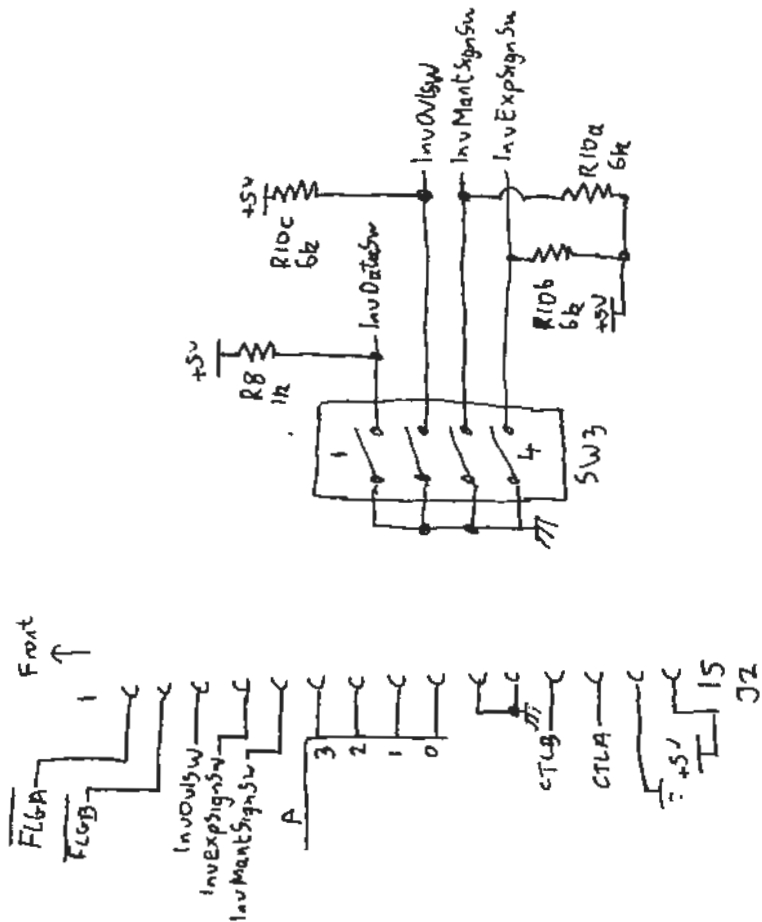 +5V
R8
1k
InvDataSw
+5V
R10c
6k
InvOvlSW
InvMantSignSw
InvExpSignSw
R10a
6k
R10b
6k
+5V
1
4
SW3
Front
1
FLGA
FLGB
InvOvlSW
InvExpSignSw
InvMantSignSw
A
3
2
1
0
CTLB
CTLA
+5V
15
J2